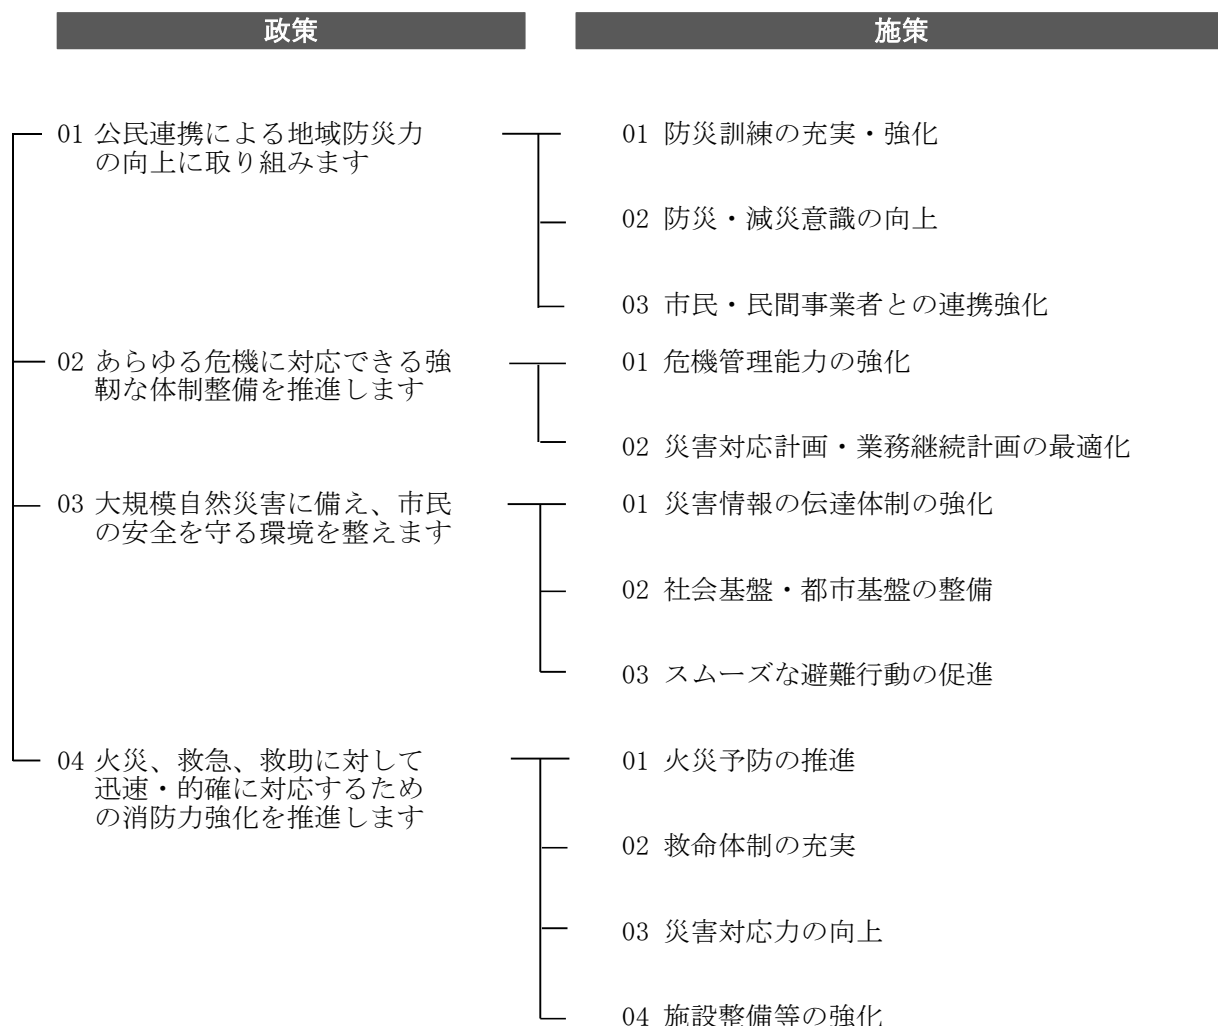 政策
施策
01 公民連携による地域防災力
の向上に取り組みます
01 防災訓練の充実・強化
02 防災・減災意識の向上
03 市民・民間事業者との連携強化
02 あらゆる危機に対応できる強
靭な体制整備を推進します
01 危機管理能力の強化
02 災害対応計画・業務継続計画の最適化
03 大規模自然災害に備え、市民
の安全を守る環境を整えます
01 災害情報の伝達体制の強化
02 社会基盤・都市基盤の整備
03 スムーズな避難行動の促進
04 火災、救急、救助に対して
迅速・的確に対応するため
の消防力強化を推進します
01 火災予防の推進
02 救命体制の充実
03 災害対応力の向上
04 施設整備等の強化